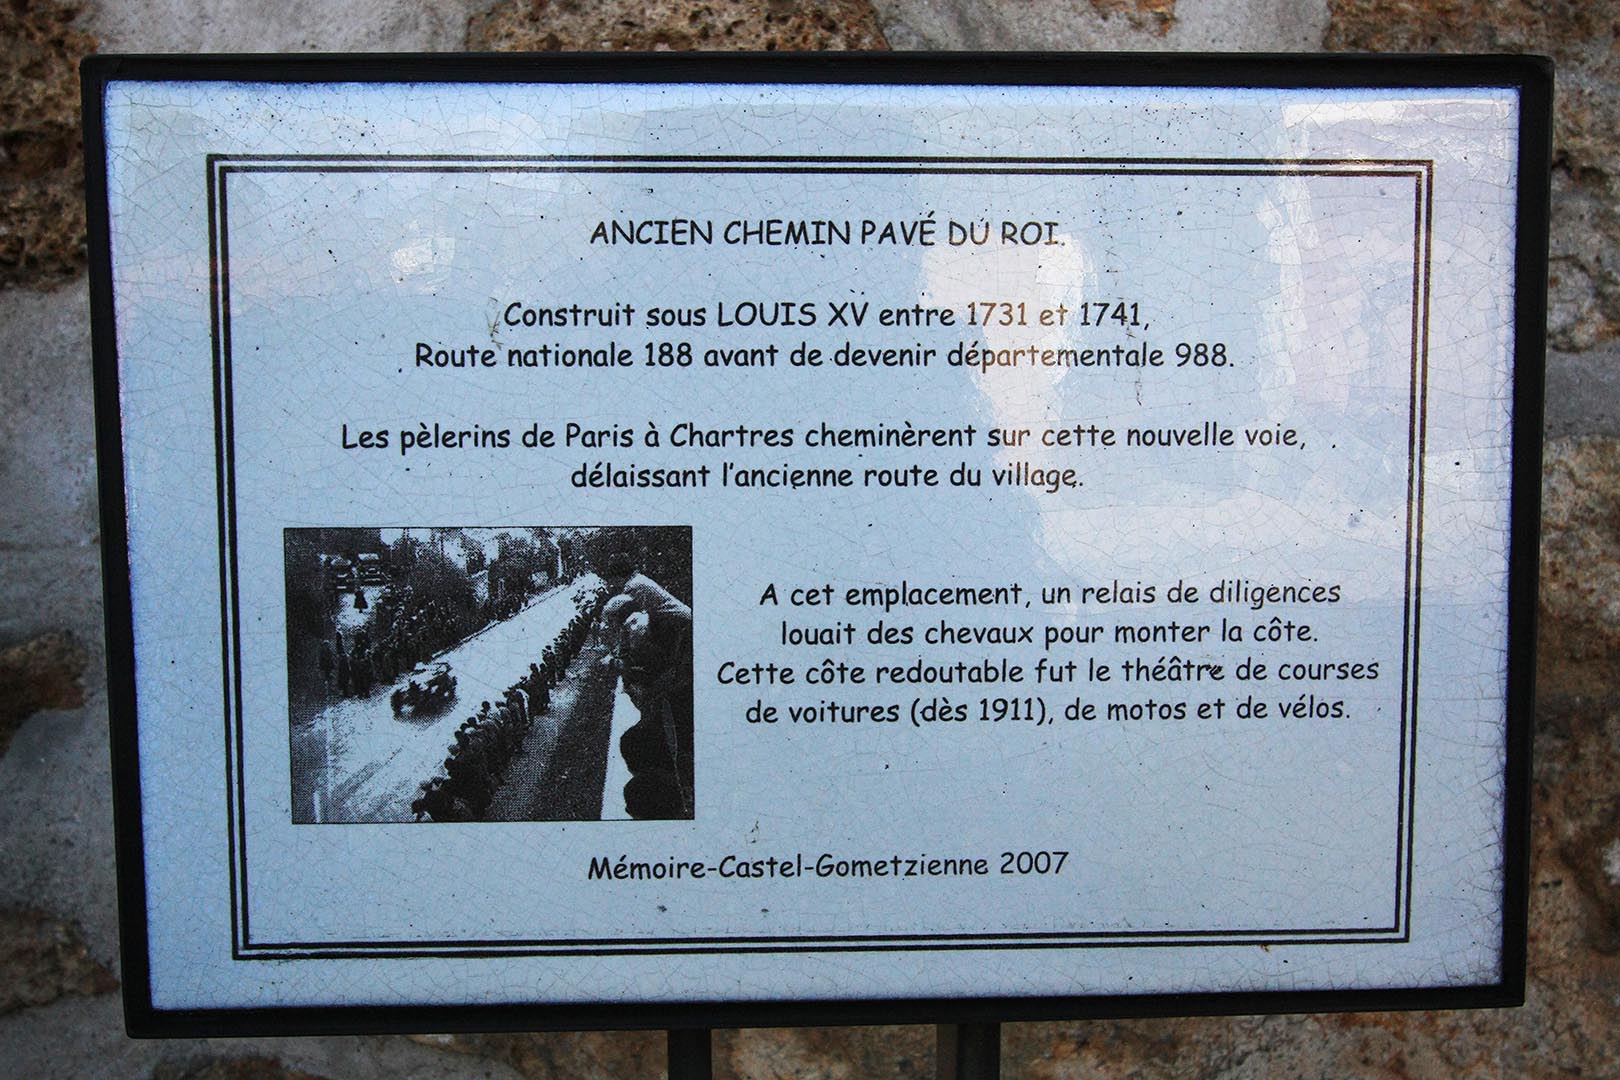 ANCIEN CHEMIN PAVÉ DU ROI.
Construit sous LOUIS XV entre 1731 et 1741,
Route nationale 188 avant de devenir départementale 988.
Les pèlerins de Paris à Chartres cheminèrent sur cette nouvelle voie,
délaissant l'ancienne route du village.
A cet emplacement, un relais de diligences
louait des chevaux pour monter la côte.
Cette côte redoutable fut le théâtre de courses
de voitures (dès 1911), de motos et de vélos.
Mémoire-Castel-Gometzienne 2007